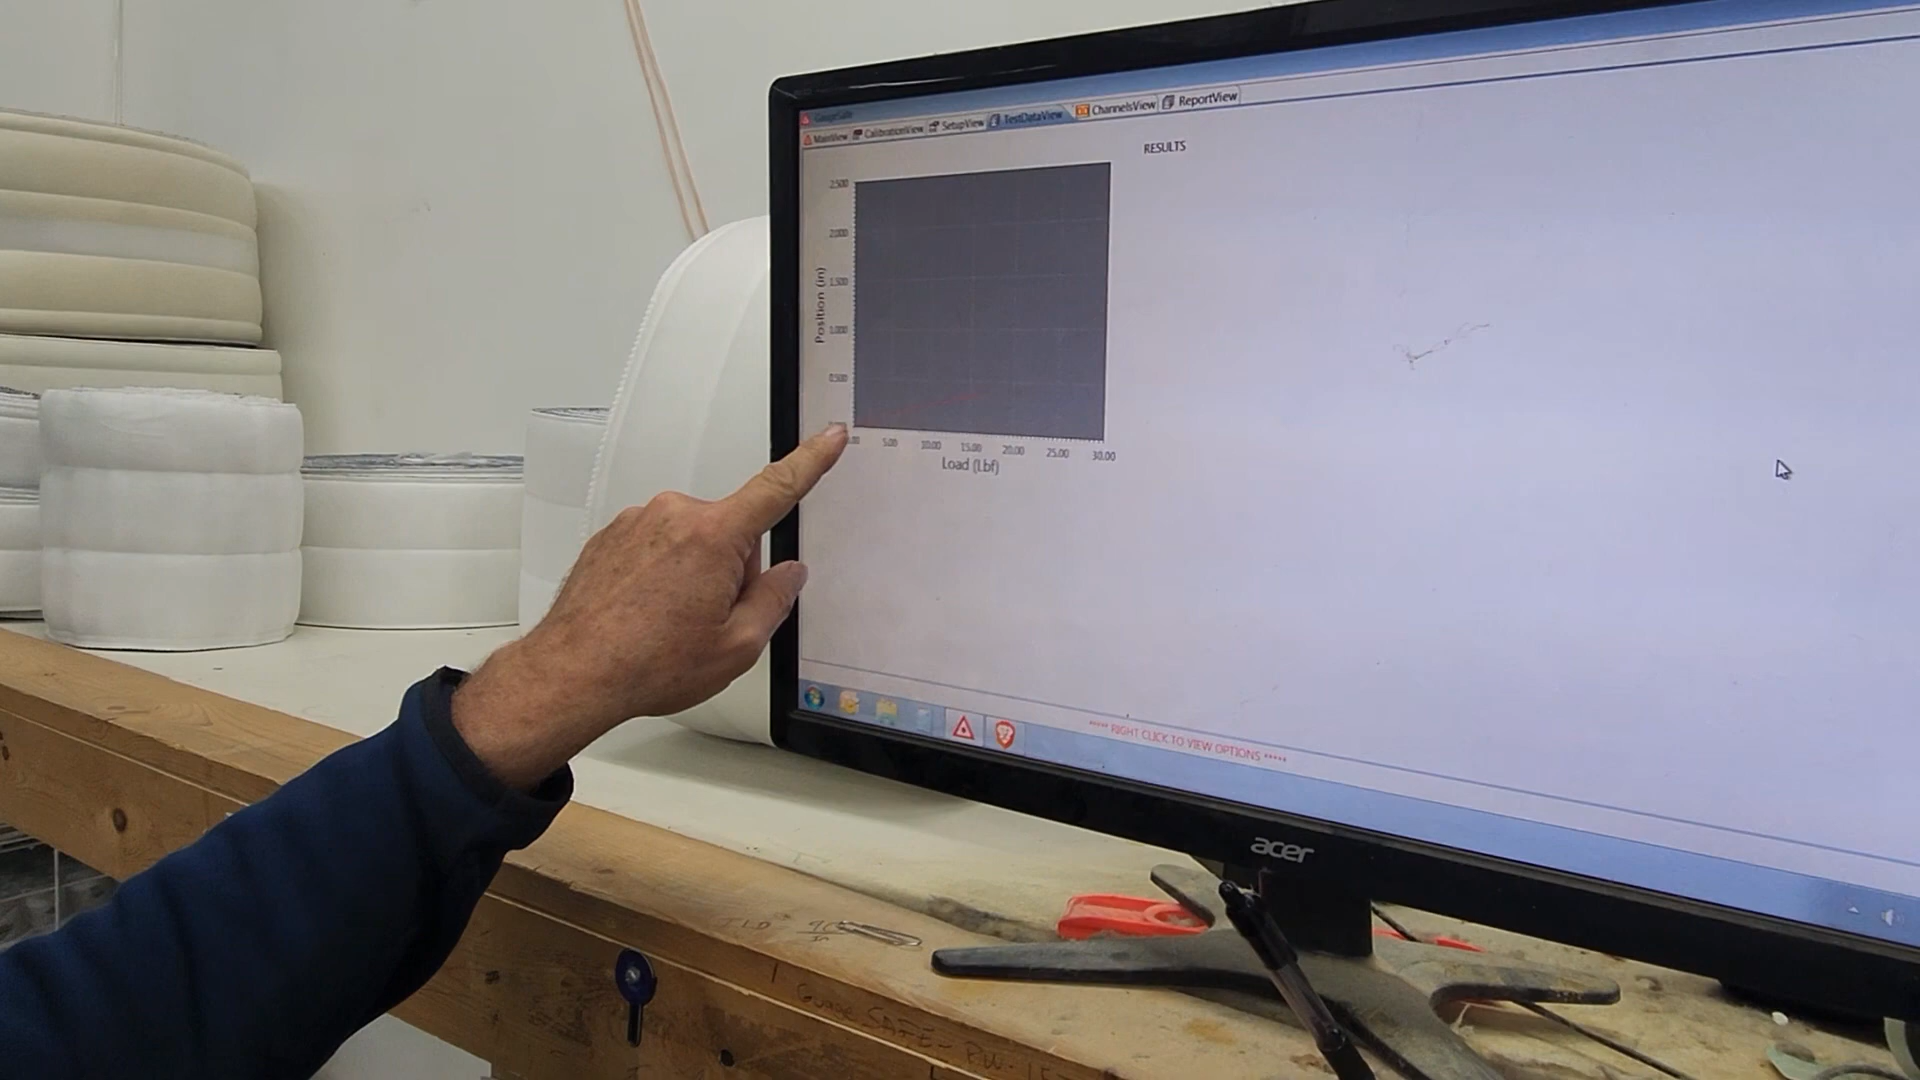 GaugeSafe
MainView CalibrationView SetupView TestDataView ChannelsView ReportView
RESULTS
2.500
2.000
1.500
1.000
0.500
Position (in)
5.00 10.00 15.00 20.00 25.00 30.00
Load (Lbf)
***** RIGHT CLICK TO VIEW OPTIONS *****
acer